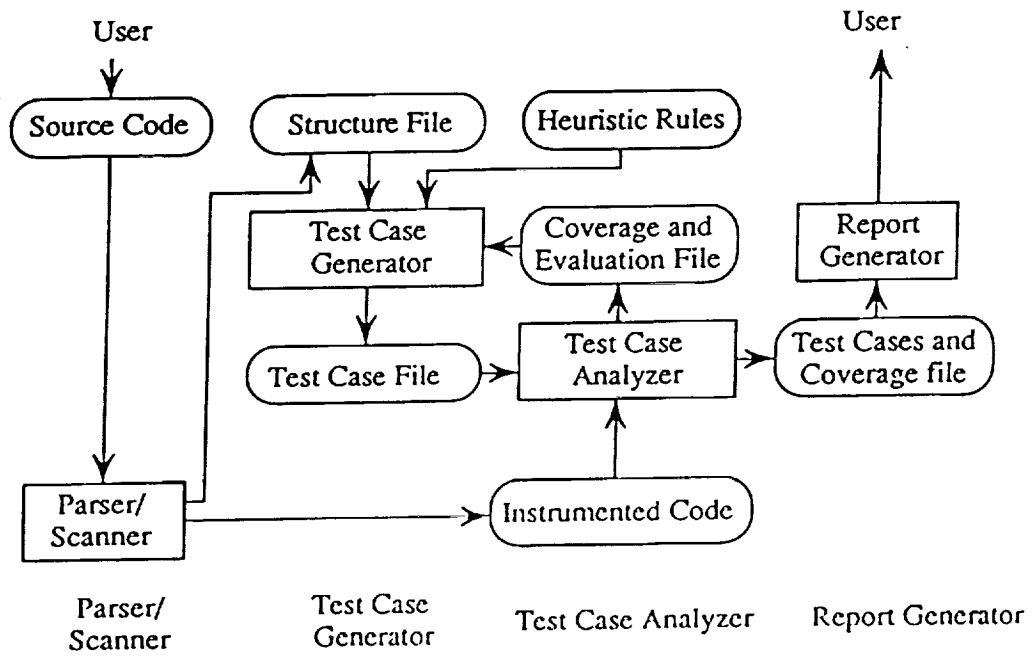 User
User
Source Code
Structure File
Heuristic Rules
Test Case
Generator
Coverage and
Evaluation File
Report
Generator
Test Case File
Test Case
Analyzer
Test Cases and
Coverage file
Parser/
Scanner
Instrumented Code
Parser/
Scanner
Test Case
Generator
Test Case Analyzer
Report Generator